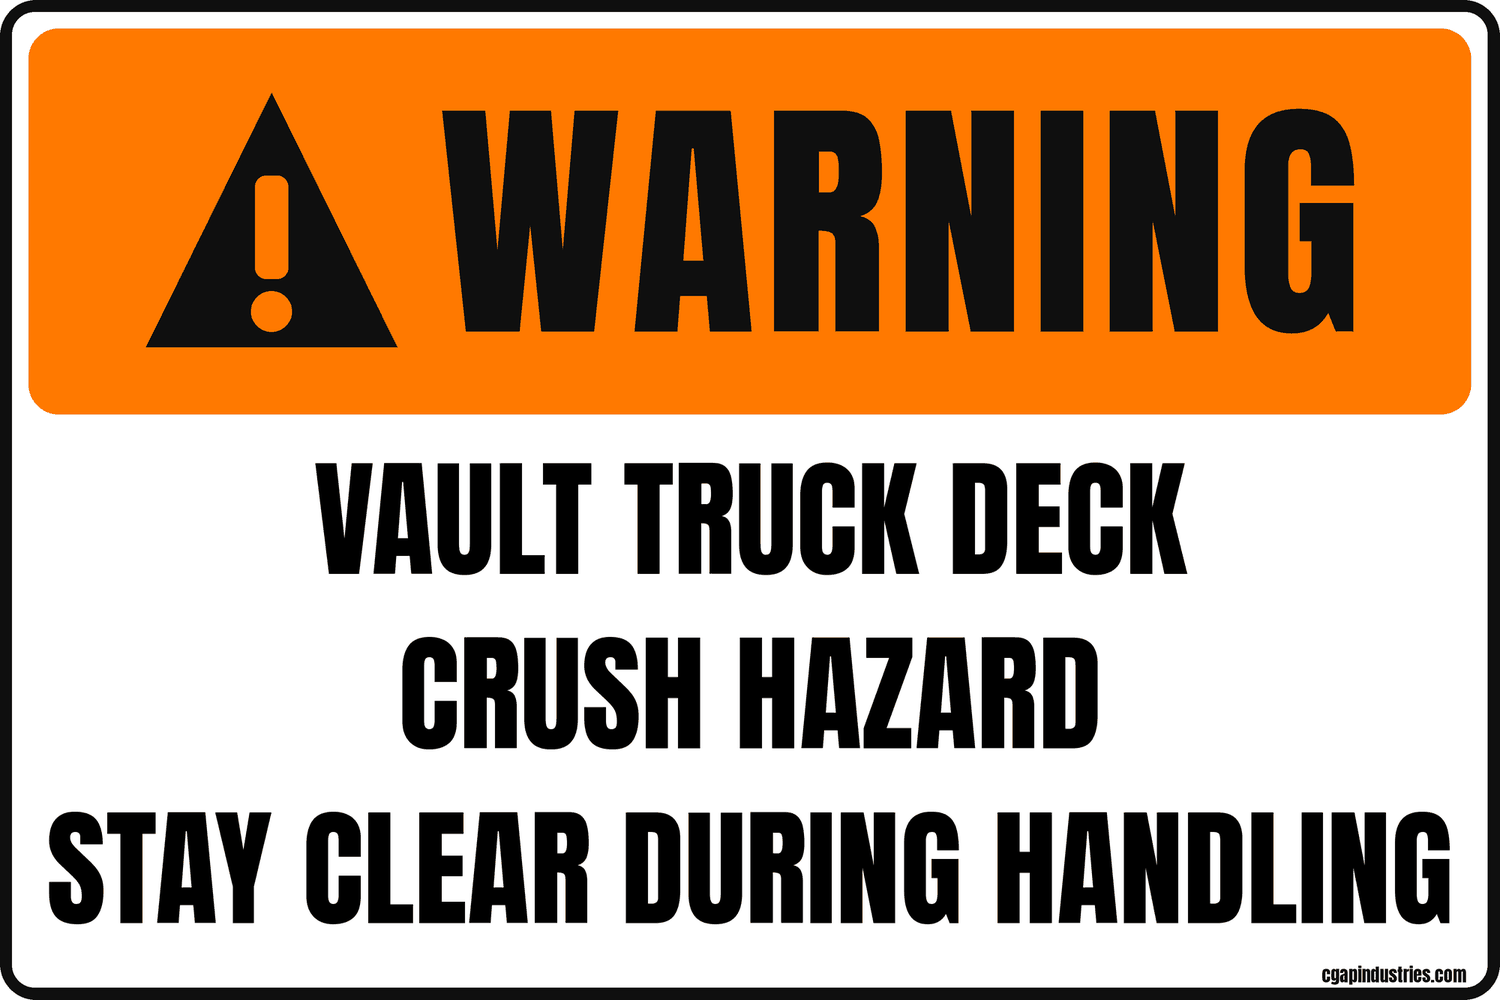 WARNING
VAULT TRUCK DECK
CRUSH HAZARD
STAY CLEAR DURING HANDLING
cgapindustries.com